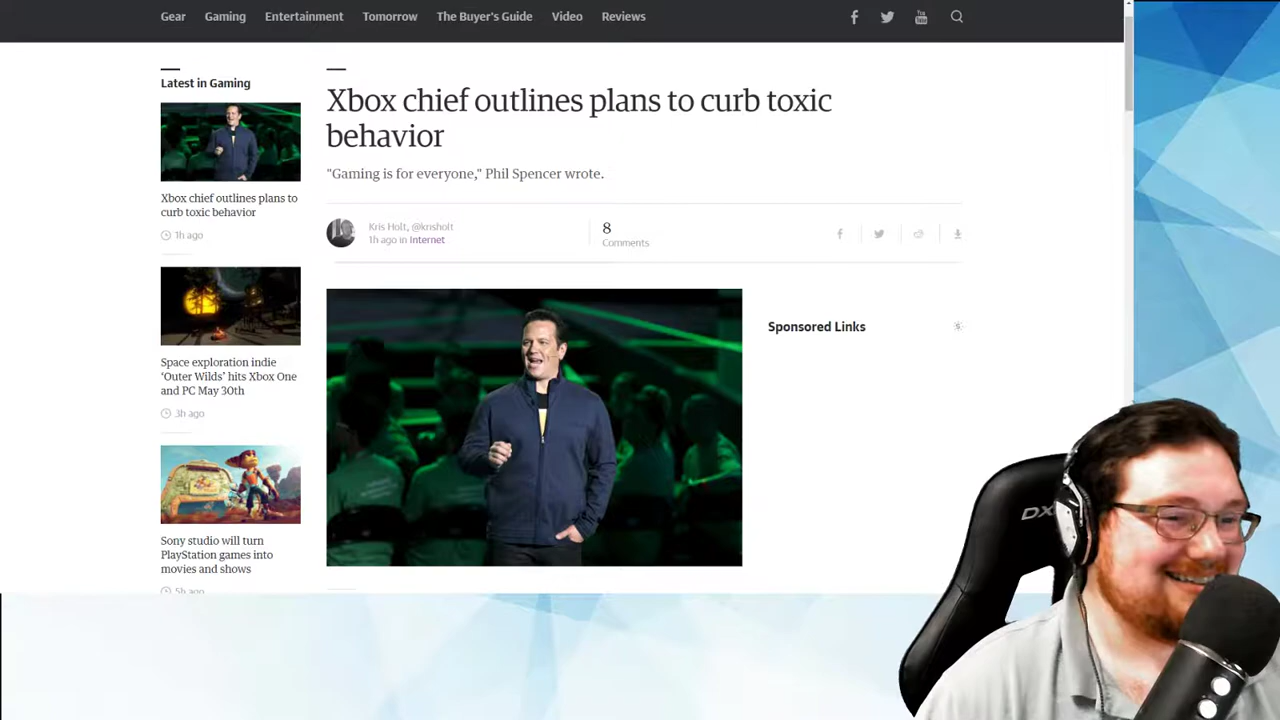 Gear Gaming Entertainment Tomorrow The Buyer's Guide Video Reviews
Latest in Gaming
Xbox chief outlines plans to
curb toxic behavior
1h ago
Space exploration indie
‘Outer Wilds’ hits Xbox One
and PC May 30th
3h ago
Sony studio will turn
PlayStation games into
movies and shows
5h ago
Xbox chief outlines plans to curb toxic
behavior
"Gaming is for everyone," Phil Spencer wrote.
Kris Holt, @krisholt
1h ago in Internet
8
Comments
Sponsored Links
DX